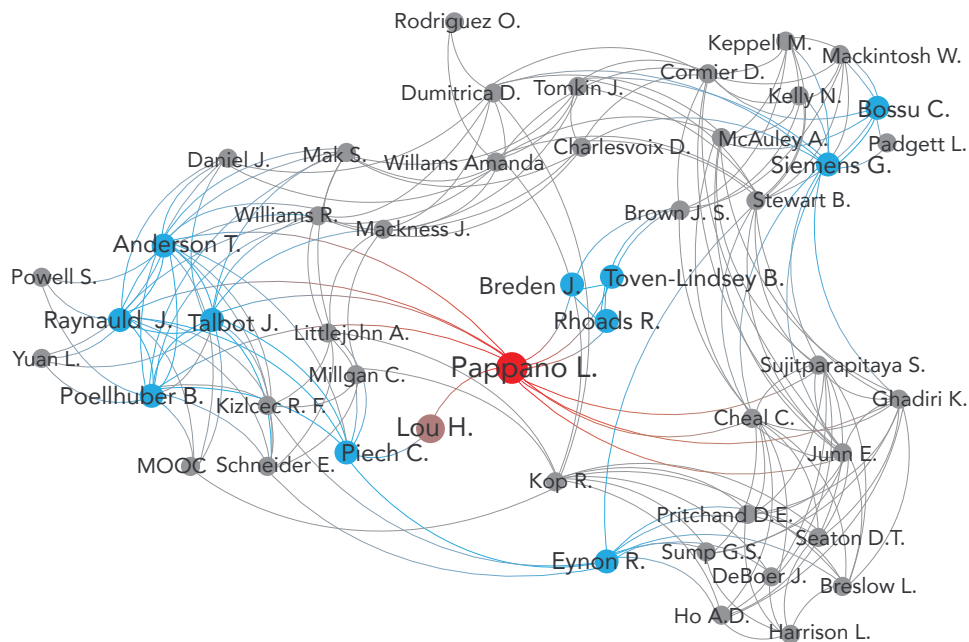 Rodriguez O.
Keppell M.
Mackintosh W.
Cormier D.
Dumitrica D.
Tomkin J.
Kelly N.
Bossu C.
McAuley A.
Padgett L.
Daniel J.
Mak S.
Willams Amanda
Charlesvoix D.
Siemens G.
Stewart B.
Williams R.
Mackness J.
Brown J. S.
Anderson T.
Powell S.
Breden J.
Toven-Lindsey B.
Raynauld J.
Talbot J.
Littlejohn A.
Rhoads R.
Yuan L.
Pappano L.
Sujitparapitaya S.
Millgan C.
Poellhuber B.
Kizlcec R. F.
Ghadiri K.
Cheal C.
Lou H.
Piech C.
Junn E.
MOOC
Schneider E.
Kop R.
Pritchand D.E.
Seaton D.T.
Sump G.S.
Eynon R.
DeBoer J.
Breslow L.
Ho A.D.
Harrison L.